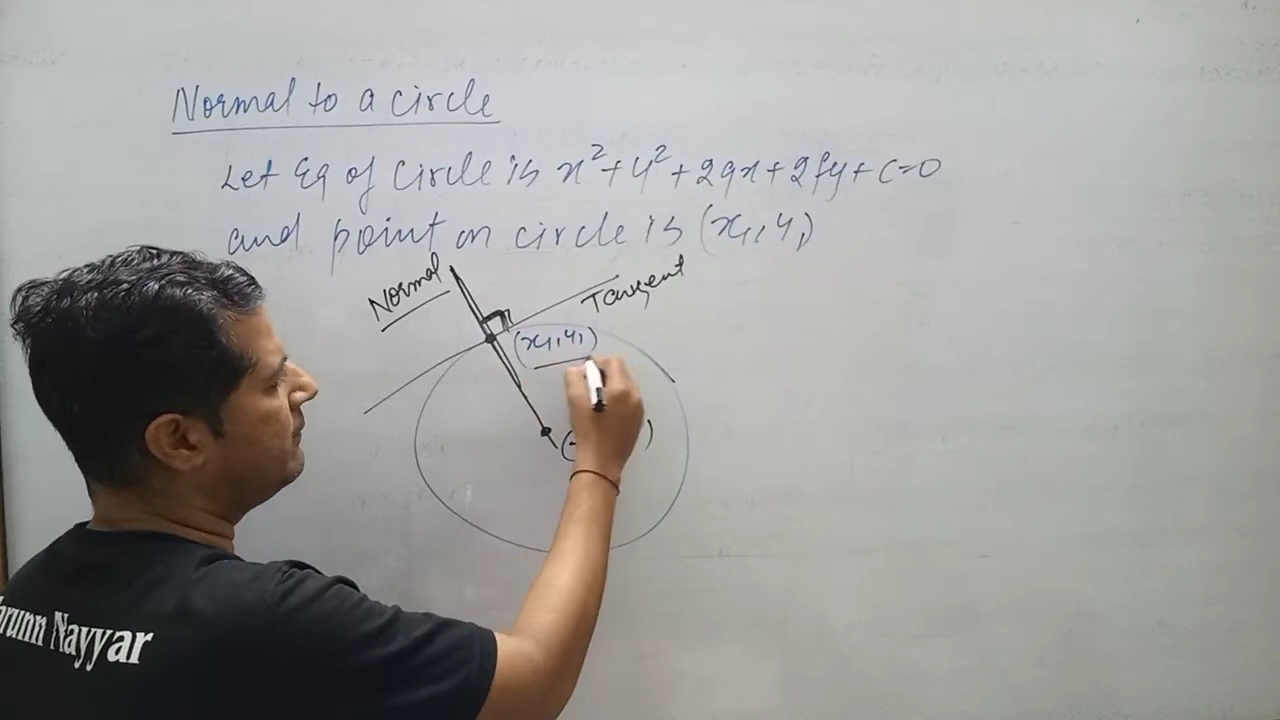 Normal to a circle
Let Eq of circle is x²+y²+2gx+2fy+c=0
and point on circle is (x₁,y₁)
Normal
Tangent
(x₁,y₁)
Nayyar